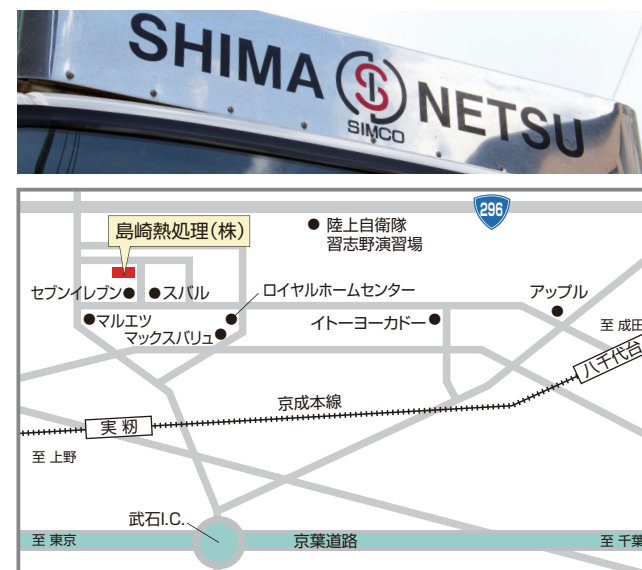 SHIMA
NETSU
SIMCO
296
島崎熱処理(株)
陸上自衛隊
習志野演習場
セブンイレブン
スバル
ロイヤルホームセンター
アップル
マルエツ
マックスバリュ
イトーヨーカドー
至 成田
八千代台
京成本線
実籾
至 上野
武石I.C.
至 東京
京葉道路
至 千葉